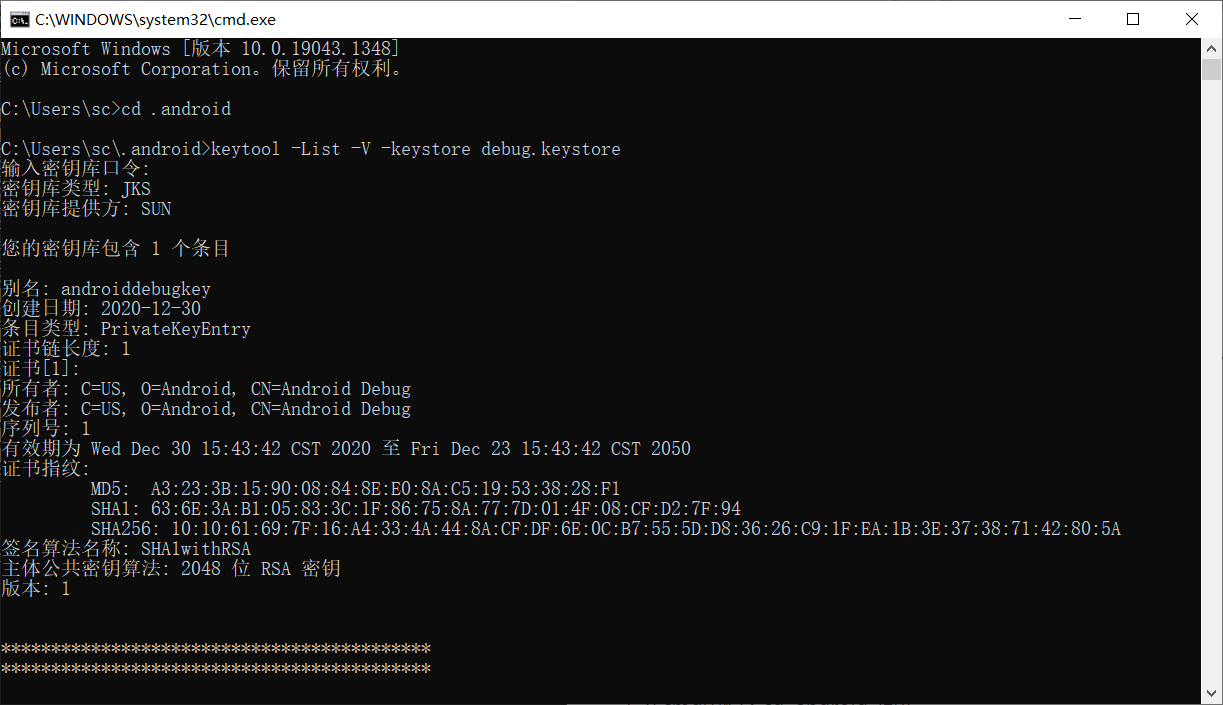 C:\WINDOWS\system32\cmd.exe
Microsoft Windows [版本 10.0.19043.1348]
(c) Microsoft Corporation。保留所有权利。
C:\Users\sc>cd .android
C:\Users\sc\.android>keytool -List -V -keystore debug.keystore
输入密钥库口令:
密钥库类型: JKS
密钥库提供方: SUN
您的密钥库包含 1 个条目
别名: androiddebugkey
创建日期: 2020-12-30
条目类型: PrivateKeyEntry
证书链长度: 1
证书[1]:
所有者: C=US, O=Android, CN=Android Debug
发布者: C=US, O=Android, CN=Android Debug
序列号: 1
有效期为 Wed Dec 30 15:43:42 CST 2020 至 Fri Dec 23 15:43:42 CST 2050
证书指纹:
MD5:  A3:23:3B:15:90:08:84:8E:E0:8A:C5:19:53:38:28:F1
SHA1: 63:6E:3A:B1:05:83:3C:1F:86:75:8A:77:7D:01:4F:08:CF:D2:7F:94
SHA256: 10:10:61:69:7F:16:A4:33:4A:44:8A:CF:DF:6E:0C:B7:55:5D:D8:36:26:C9:1F:EA:1B:3E:37:38:71:42:80:5A
签名算法名称: SHA1withRSA
主体公共密钥算法: 2048 位 RSA 密钥
版本: 1
*******************************************
*******************************************